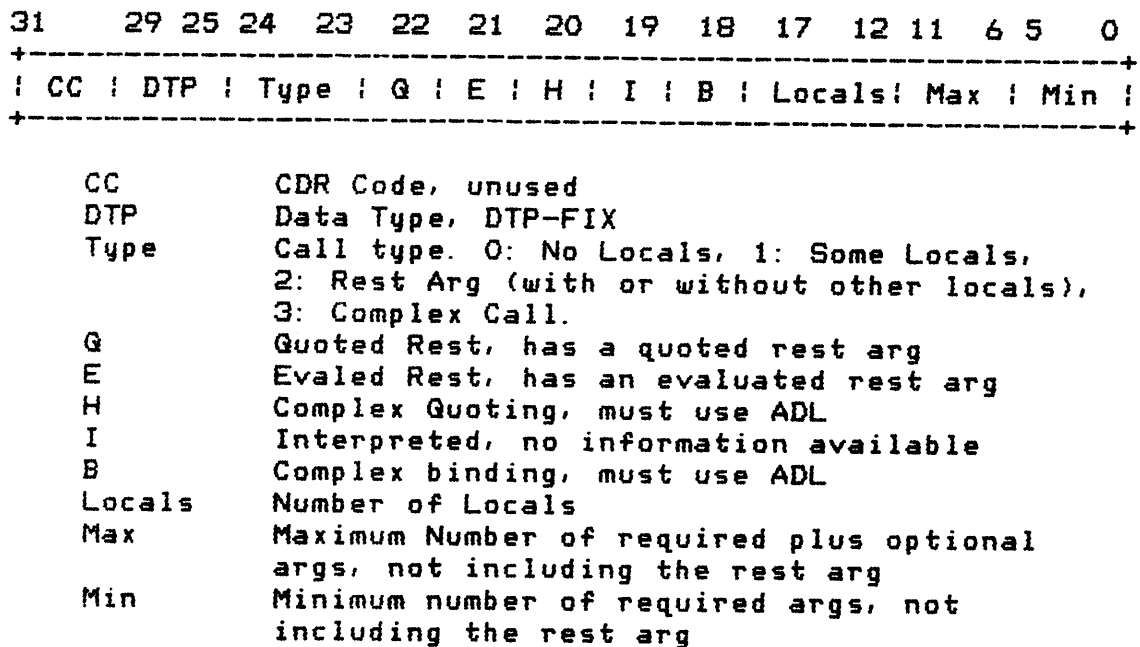 31 29 25 24 23 22 21 20 19 18 17 12 11 6 5 0
+---------------------------------------------------------------------------+
| CC | DTP | Type | Q | E | H | I | B | Locals| Max | Min |
+---------------------------------------------------------------------------+
CC CDR Code, unused
DTP Data Type, DTP-FIX
Type Call type. 0: No Locals, 1: Some Locals,
2: Rest Arg (with or without other locals),
3: Complex Call.
Q Quoted Rest, has a quoted rest arg
E Evaled Rest, has an evaluated rest arg
H Complex Quoting, must use ADL
I Interpreted, no information available
B Complex binding, must use ADL
Locals Number of Locals
Max Maximum Number of required plus optional
args, not including the rest arg
Min Minimum number of required args, not
including the rest arg